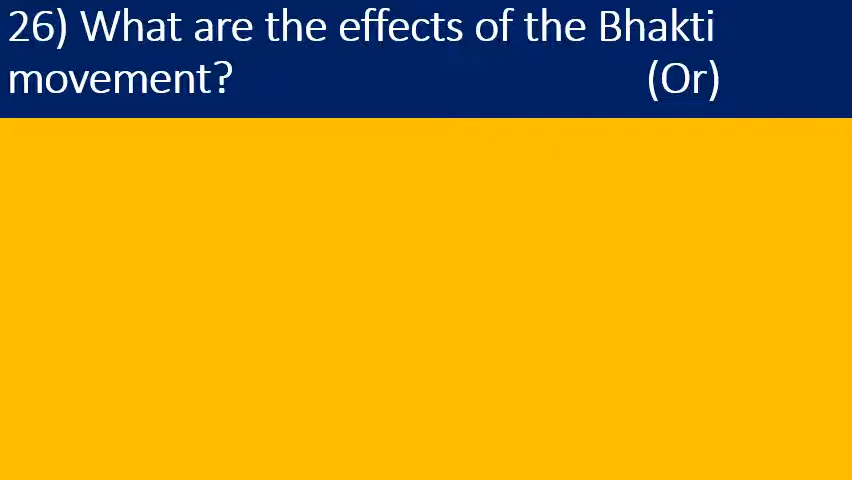 26) What are the effects of the Bhakti
movement? (Or)